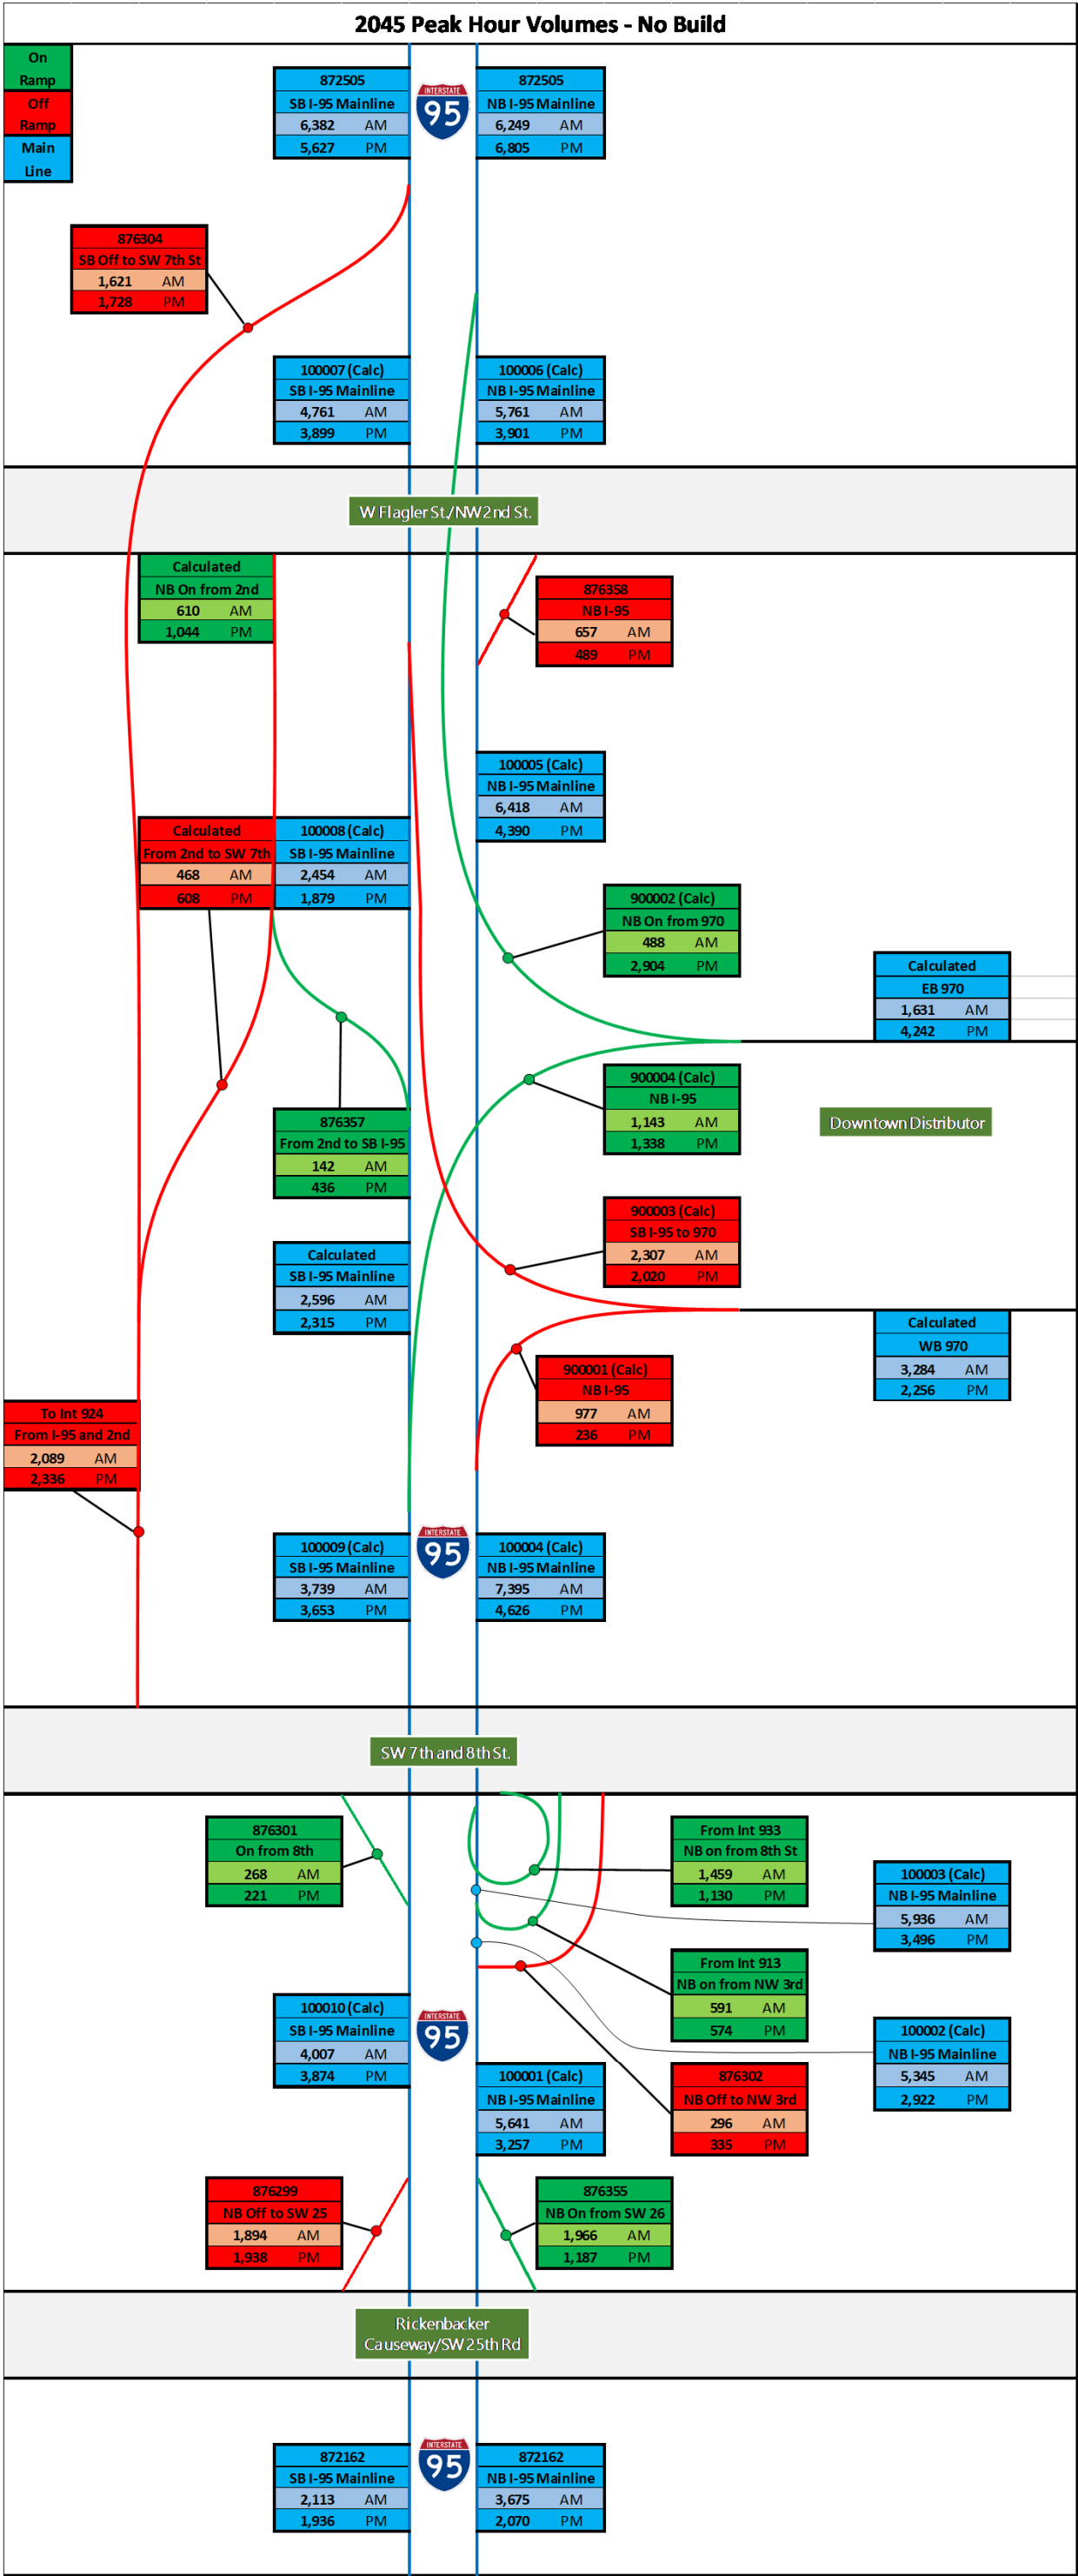 2045 Peak Hour Volumes - No Build
On
Ramp
Off
Ramp
Main
Line
872505
SB I-95 Mainline
6,382 AM
5,627 PM
INTERSTATE
95
872505
NB I-95 Mainline
6,249 AM
6,805 PM
876304
SB Off to SW 7th St
1,621 AM
1,728 PM
100007 (Calc)
SB I-95 Mainline
4,761 AM
3,899 PM
100006 (Calc)
NB I-95 Mainline
5,761 AM
3,901 PM
W Flagler St./NW 2nd St.
Calculated
NB On from 2nd
610 AM
1,044 PM
876358
NB I-95
657 AM
489 PM
100005 (Calc)
NB I-95 Mainline
6,418 AM
4,390 PM
Calculated
From 2nd to SW 7th
468 AM
608 PM
100008 (Calc)
SB I-95 Mainline
2,454 AM
1,879 PM
900002 (Calc)
NB On from 970
488 AM
2,904 PM
Calculated
EB 970
1,631 AM
4,242 PM
900004 (Calc)
NB I-95
1,143 AM
1,338 PM
Downtown Distributor
876357
From 2nd to SB I-95
142 AM
436 PM
900003 (Calc)
SB I-95 to 970
2,307 AM
2,020 PM
Calculated
SB I-95 Mainline
2,596 AM
2,315 PM
Calculated
WB 970
3,284 AM
2,256 PM
900001 (Calc)
NB I-95
977 AM
236 PM
To Int 924
From I-95 and 2nd
2,089 AM
2,336 PM
100009 (Calc)
SB I-95 Mainline
3,739 AM
3,653 PM
INTERSTATE
95
100004 (Calc)
NB I-95 Mainline
7,395 AM
4,626 PM
SW 7th and 8th St.
876301
On from 8th
268 AM
221 PM
From Int 933
NB on from 8th St
1,459 AM
1,130 PM
100003 (Calc)
NB I-95 Mainline
5,936 AM
3,496 PM
From Int 913
NB on from NW 3rd
591 AM
574 PM
100010 (Calc)
SB I-95 Mainline
4,007 AM
3,874 PM
INTERSTATE
95
100002 (Calc)
NB I-95 Mainline
5,345 AM
2,922 PM
100001 (Calc)
NB I-95 Mainline
5,641 AM
3,257 PM
876302
NB Off to NW 3rd
296 AM
335 PM
876299
NB Off to SW 25
1,894 AM
1,938 PM
876355
NB On from SW 26
1,966 AM
1,187 PM
Rickenbacker
Causeway/SW 25th Rd
872162
SB I-95 Mainline
2,113 AM
1,936 PM
INTERSTATE
95
872162
NB I-95 Mainline
3,675 AM
2,070 PM